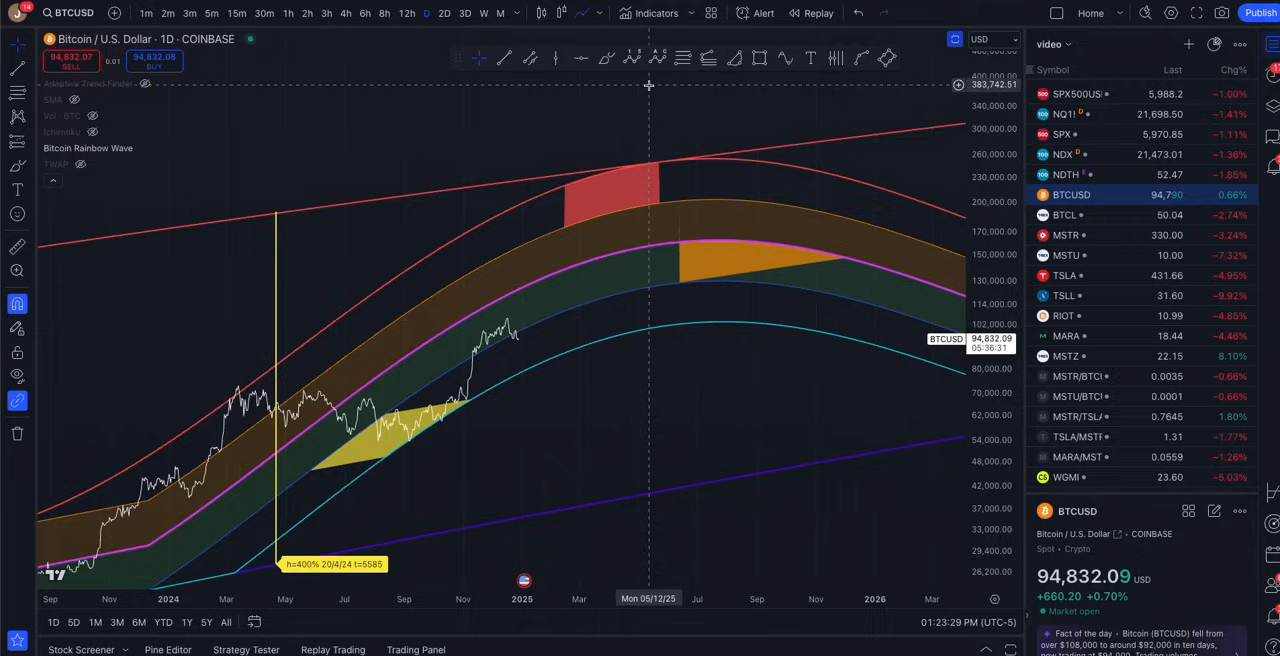 14
BTCUSD
1m 2m 3m 5m 15m 30m 1h 2h 3h 4h 6h 8h 12h D 2D 3D W M
Indicators
Alert
Replay
Home
Publish
Bitcoin / U.S. Dollar · 1D · COINBASE
USD
94,832.07
SELL
0.01
94,832.08
BUY
Adaptive Trend Finder
SMA
Vol · BTC
Ichimoku
Bitcoin Rainbow Wave
TWAP
h=400% 20/4/24 t=5585
460,000.00
400,000.00
383,742.51
340,000.00
300,000.00
260,000.00
230,000.00
200,000.00
170,000.00
150,000.00
130,000.00
114,000.00
102,000.00
BTCUSD 94,832.09
05:36:31
80,000.00
70,000.00
62,000.00
54,000.00
48,000.00
42,000.00
37,000.00
33,000.00
29,400.00
26,200.00
Sep Nov 2024 Mar May Jul Sep Nov 2025 Mar Mon 05/12/25 Jul Sep Nov 2026 Mar
1D 5D 1M 3M 6M YTD 1Y 5Y All
01:23:29 PM (UTC-5)
Stock Screener Pine Editor Strategy Tester Replay Trading Trading Panel
video
Symbol Last Chg%
SPX500US 5,988.2 −1.00%
NQ1! D 21,698.50 −1.41%
SPX 5,970.85 −1.11%
NDX D 21,473.01 −1.36%
NDTH E 52.47 −1.85%
BTCUSD 94,790 0.66%
BTCL 50.04 −2.74%
MSTR 330.00 −3.24%
MSTU 10.00 −7.32%
TSLA 431.66 −4.95%
TSLL 31.60 −9.92%
RIOT 10.99 −4.85%
MARA 18.44 −4.46%
MSTZ 22.15 8.10%
MSTR/BTC 0.0035 −0.66%
MSTU/BTC 0.0001 −0.66%
MSTR/TSL 0.7645 1.80%
TSLA/MSTF 1.31 −1.77%
MARA/MST 0.0559 −1.26%
WGMI 23.60 −5.03%
BTCUSD
Bitcoin / U.S. Dollar COINBASE
Spot • Crypto
94,832.09 USD
+660.20 +0.70%
Market open
Fact of the day • Bitcoin (BTCUSD) fell from
over $108,000 to around $92,000 in ten days,